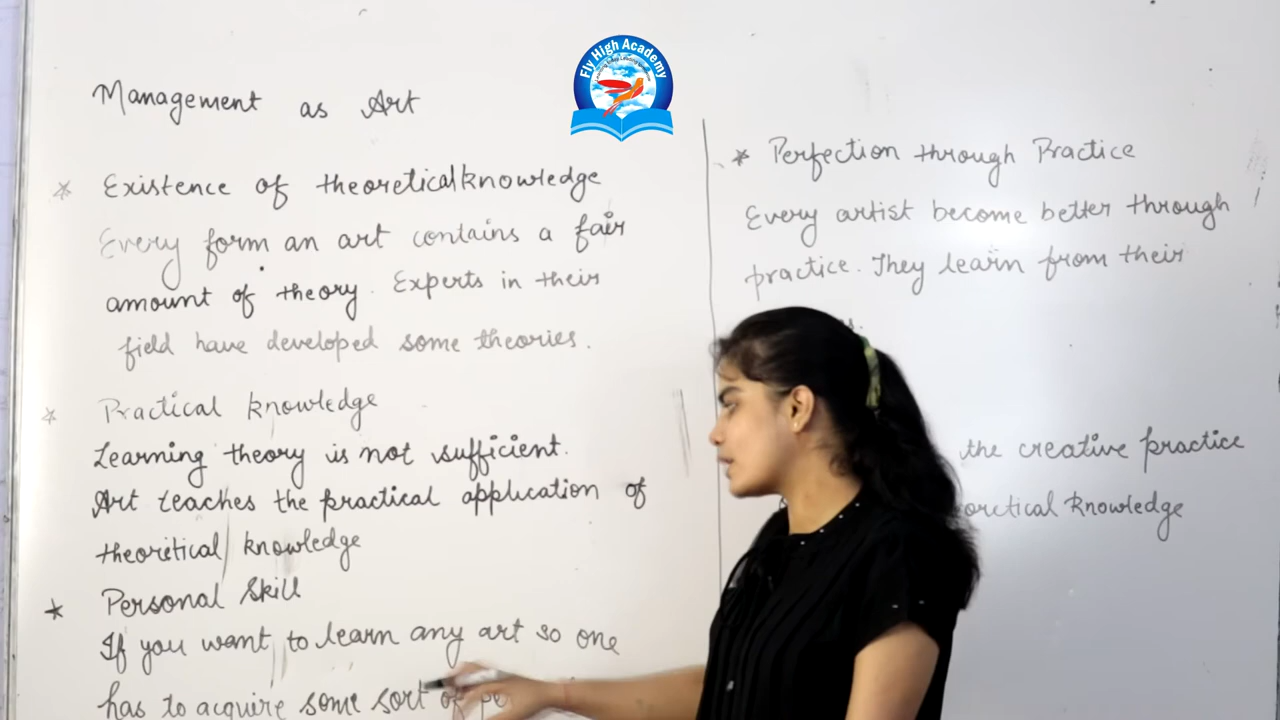 Fly High Academy
Management as Art
* Existence of theoretical knowledge
Every form an art contains a fair
amount of theory. Experts in their
field have developed some theories.
* Practical knowledge
Learning theory is not sufficient.
Art teaches the practical application of
theoritical knowledge
* Personal Skill
If you want to learn any art so one
has to acquire some sort of
* Perfection through Practice
Every artist become better through
practice. They learn from their
the creative practice
knowledge